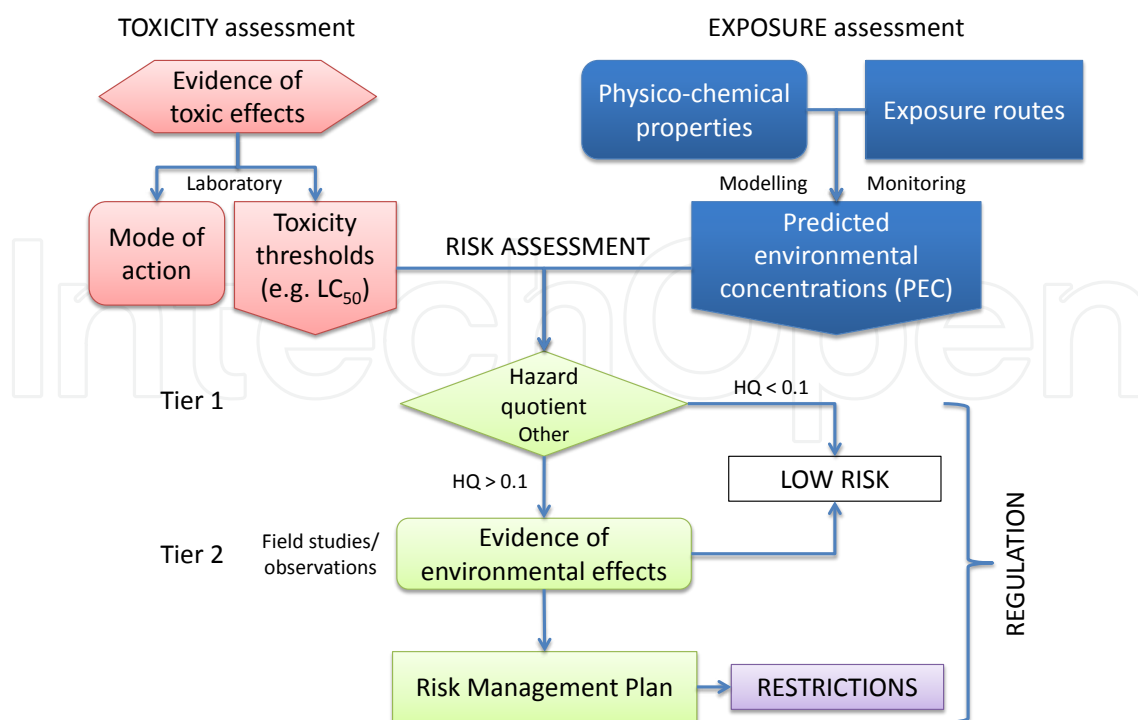 TOXICITY assessment
EXPOSURE assessment
Evidence of
toxic effects
Physico-chemical
properties
Exposure routes
Laboratory
Modelling
Monitoring
Mode of
action
Toxicity
thresholds
(e.g. LC50)
RISK ASSESSMENT
Predicted
environmental
concentrations (PEC)
IntechOpen
Tier 1
Hazard
quotient
Other
HQ < 0.1
LOW RISK
HQ > 0.1
Tier 2
Field studies/
observations
Evidence of
environmental effects
REGULATION
Risk Management Plan
RESTRICTIONS